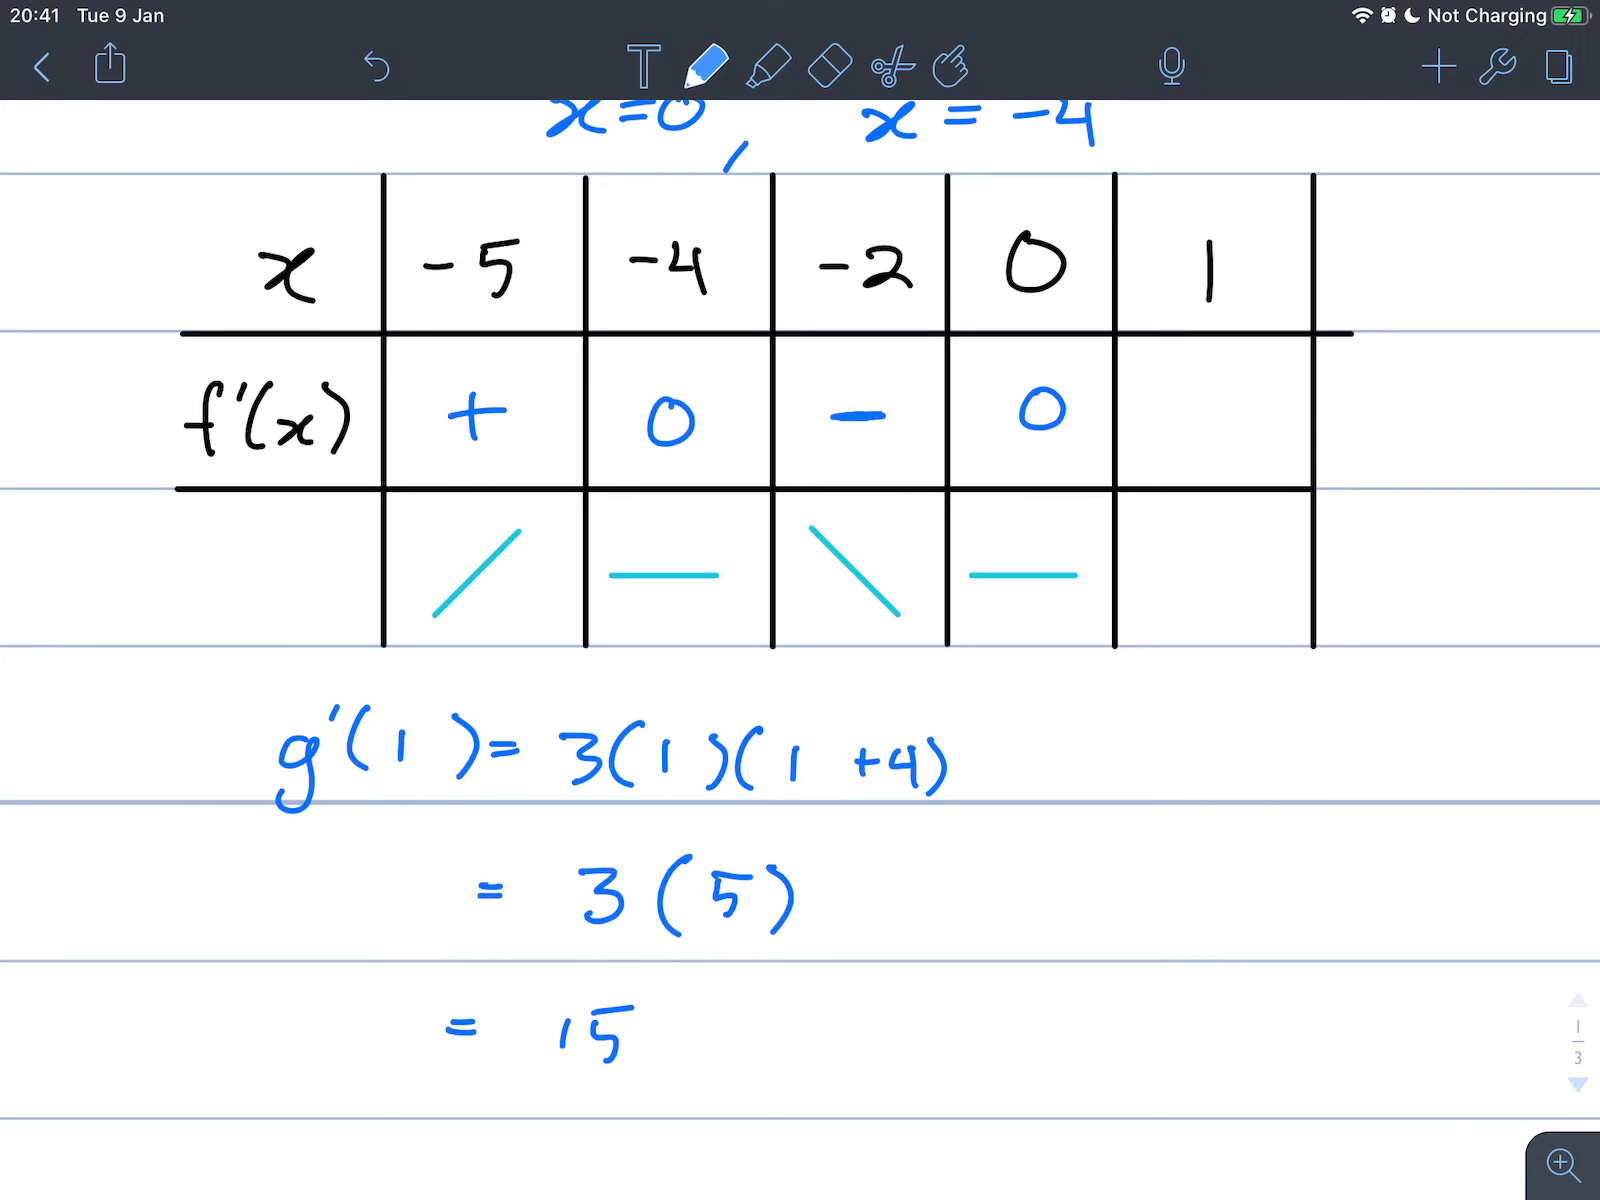 20:41 Tue 9 Jan Not Charging
T
x=0, x = -4
x -5 -4 -2 0 1
f'(x) + 0 - 0
g'(1) = 3(1)(1+4)
= 3(5)
= 15
1
3